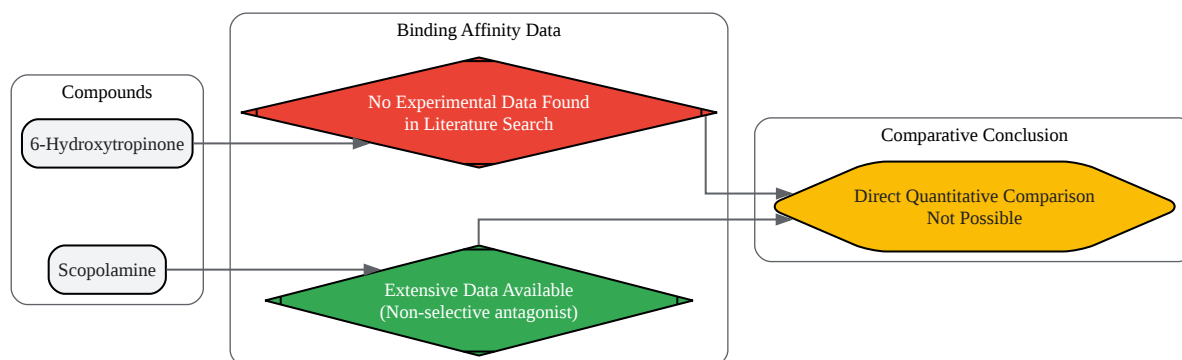 Compounds
6-Hydroxytropinone
Scopolamine
Binding Affinity Data
No Experimental Data Found
in Literature Search
Extensive Data Available
(Non-selective antagonist)
Comparative Conclusion
Direct Quantitative Comparison
Not Possible